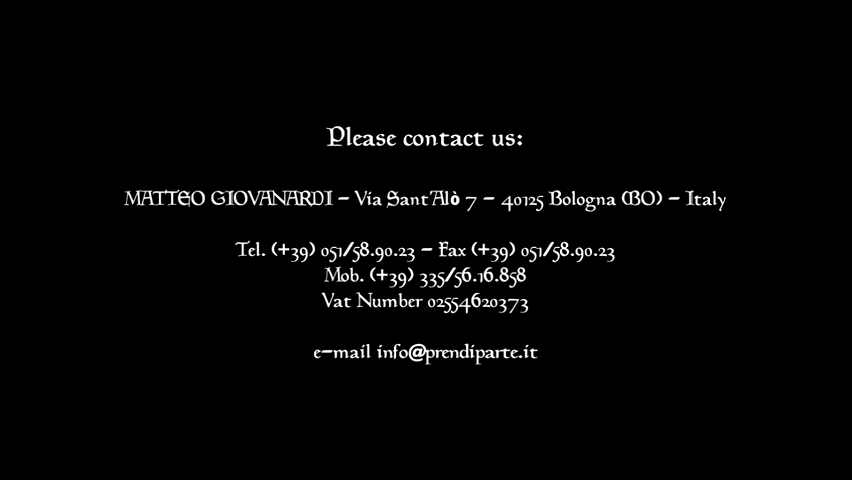 Please contact us:
MATTEO GIOVANARDI - Via Sant'Alò 7 - 40125 Bologna (BO) - Italy
Tel. (+39) 051/58.90.23 - Fax (+39) 051/58.90.23
Mob. (+39) 335/56.16.858
Vat Number 02554620373
e-mail info@prendiparte.it